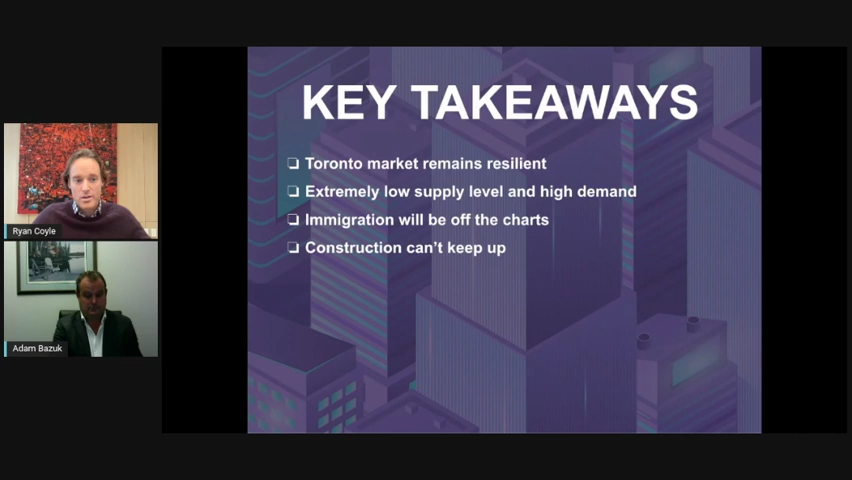 KEY TAKEAWAYS
❏ Toronto market remains resilient
❏ Extremely low supply level and high demand
❏ Immigration will be off the charts
❏ Construction can't keep up
Ryan Coyle
Adam Bazuk